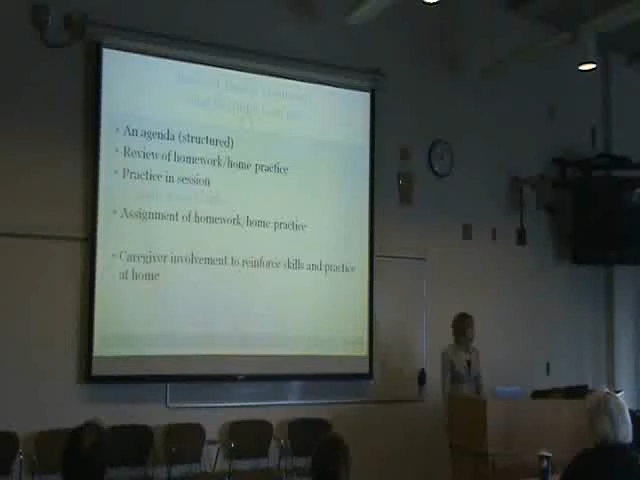 • An agenda (structured)
• Review of homework/home practice
• Practice in session
• Assignment of homework/home practice
• Caregiver involvement to reinforce skills and practice
at home